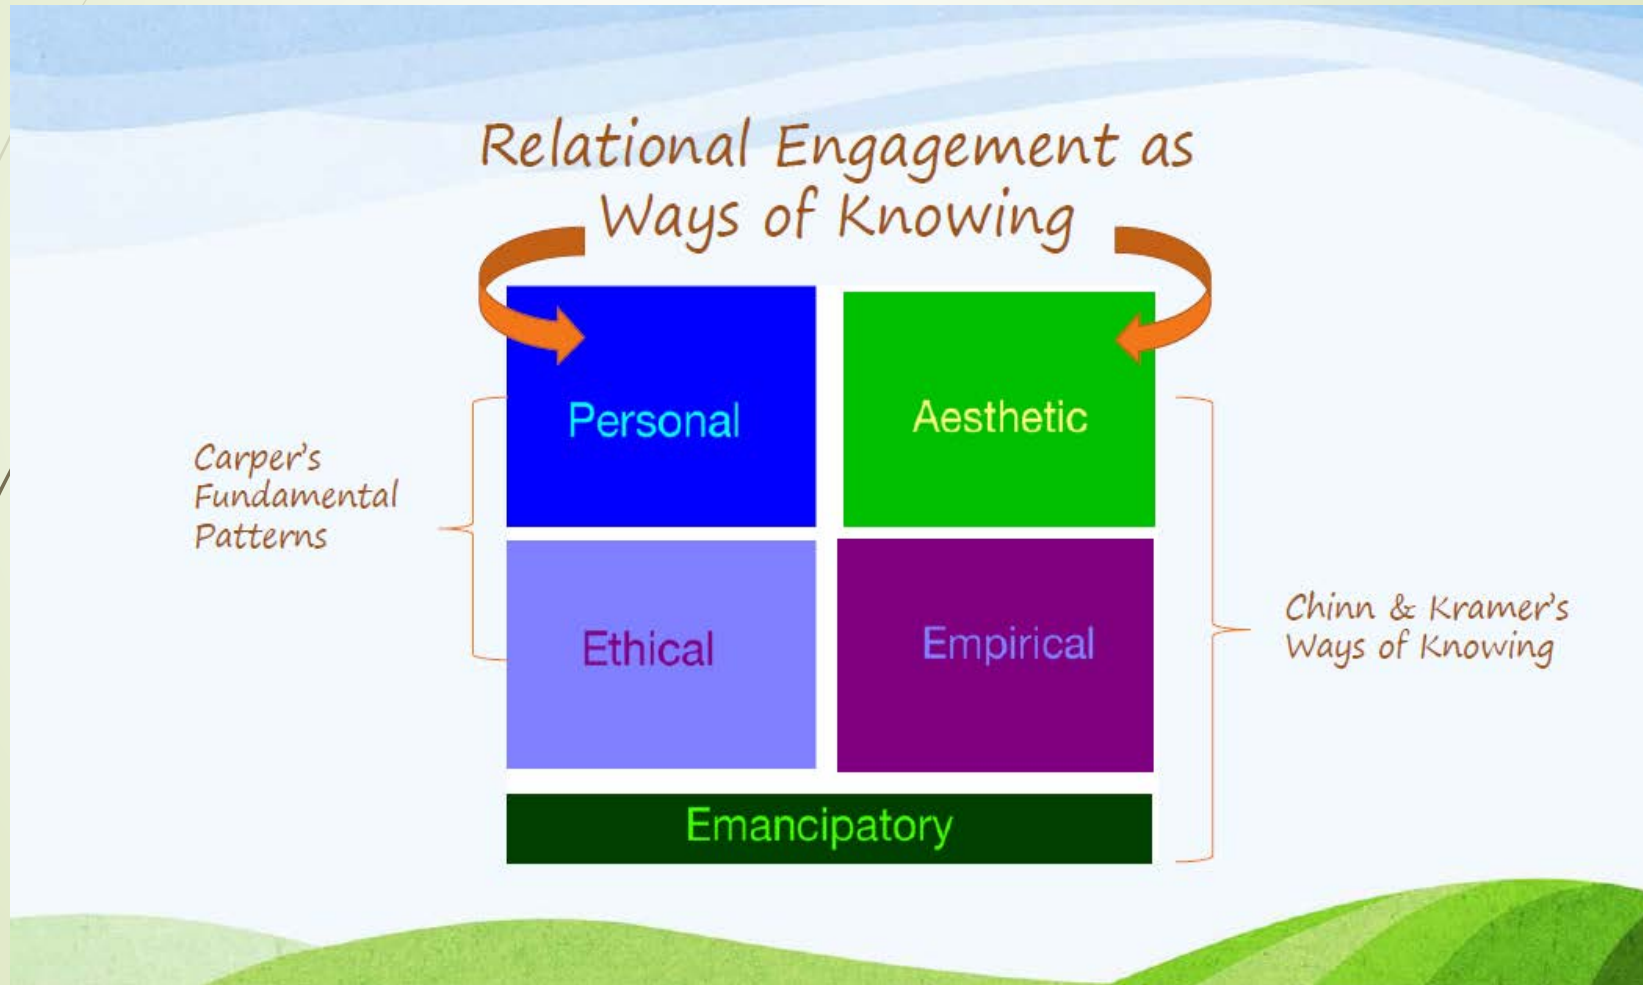 Relational Engagement as
Ways of Knowing
Personal
Aesthetic
Carper's
Fundamental
Patterns
Ethical
Empirical
Chinn & Kramer's
Ways of Knowing
Emancipatory